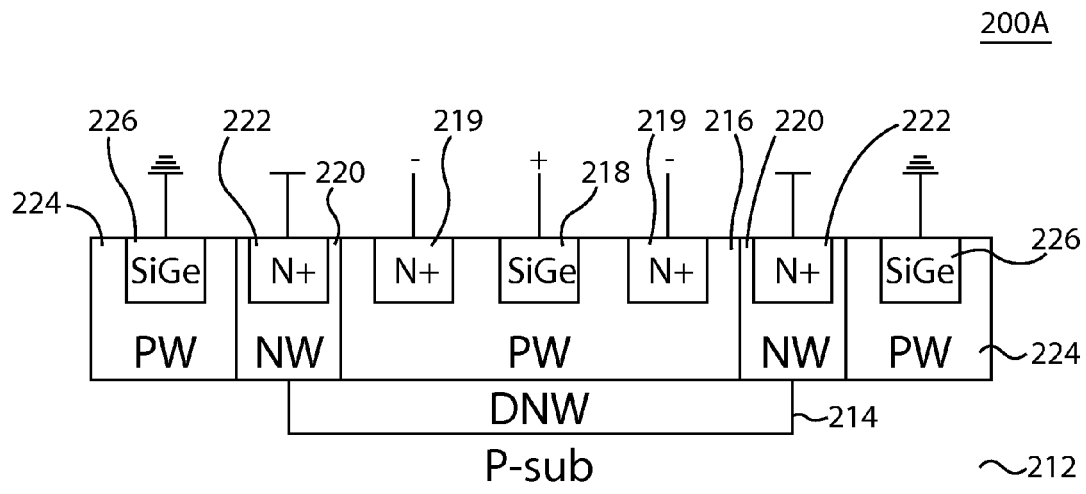 200A
226 222 219 219 216 220 222
- + -
220 218
224
226
SiGe N+ N+ SiGe N+ N+ SiGe
PW NW PW NW PW
224
DNW
214
P-sub
212